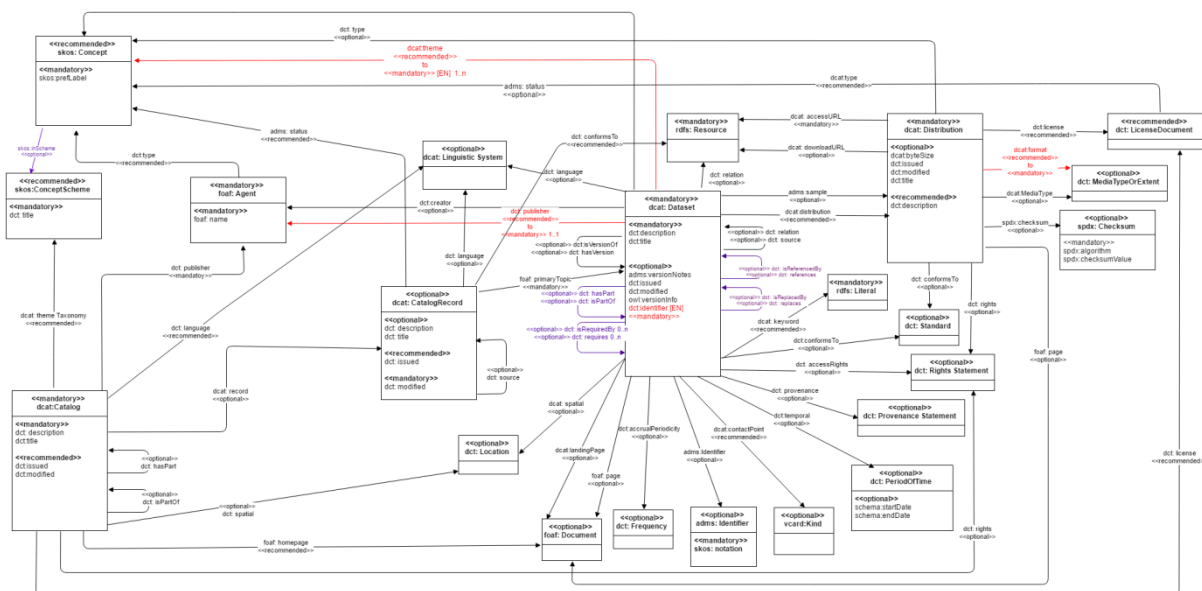 dct: type
<<optional>>
<<recommended>>
skos: Concept
<<mandatory>>
skos:prefLabel
dcat:theme
<<recommended>>
to
<<mandatory>> [EN] 1..n
adms: status
<<optional>>
dcat:type
<<recommended>>
adms: status
<<recommended>>
skos:inScheme
<<optional>>
dct:type
<<recommended>>
<<recommended>>
skos:ConceptScheme
<<mandatory>>
dct: title
<<mandatory>>
foaf: Agent
<<mandatory>>
foaf: name
<<optional>>
dcat: Linguistic System
dct: conformsTo
<<recommended>>
dct: language
<<optional>>
dct:creator
<<optional>>
dct: publisher
<<recommended>>
to
<<mandatory>> 1..1
<<mandatory>>
rdfs: Resource
dct: relation
<<optional>>
dcat: accessURL
<<mandatory>>
dcat: downloadURL
<<optional>>
adms:sample
<<optional>>
dcat:distribution
<<recommended>>
<<mandatory>>
dcat: Distribution
<<optional>>
dcat:byteSize
dct:issued
dct:modified
dct:title
<<recommended>>
dct:description
dct:license
<<recommended>>
<<recommended>>
dct: LicenseDocument
dcat:format
<<recommended>>
to
<<mandatory>>
<<optional>>
dct: MediaTypeOrExtent
dcat:MediaType
<<optional>>
spdx: checksum
<<optional>>
<<optional>>
spdx: Checksum
<<mandatory>>
spdx:algorithm
spdx:checksumValue
<<mandatory>>
dcat: Dataset
<<mandatory>>
dct:description
dct:title
<<optional>>
adms:versionNotes
dct:issued
dct:modified
owl:versionInfo
dct:identifier [EN]
<<mandatory>>
<<optional>> dct:isVersionOf
<<optional>> dct: hasVersion
<<optional>> dct: hasPart
<<optional>> dct: isPartOf
<<optional>> dct: isRequiredBy 0..n
<<optional>> dct: requires 0..n
<<optional>> dct: relation
<<optional>> dct: source
<<optional>> dct: isReferencedBy
<<optional>> dct: references
<<optional>> dct: isReplacedBy
<<optional>> dct: replaces
foaf: primaryTopic
<<mandatory>>
dct: language
<<optional>>
<<optional>>
dcat: CatalogRecord
<<optional>>
dct: description
dct: title
<<recommended>>
dct: issued
<<mandatory>>
dct: modified
<<optional>>
dct: source
dct: publisher
<<mandatory>>
dcat: theme Taxonomy
<<recommended>>
dct: language
<<recommended>>
dcat: record
<<optional>>
<<mandatory>>
dcat:Catalog
<<mandatory>>
dct: description
dct:title
<<recommended>>
dct:issued
dct:modified
<<optional>>
dct: hasPart
<<optional>>
dct: isPartOf
<<optional>>
dct: spatial
foaf: homepage
<<recommended>>
dcat: spatial
<<optional>>
<<optional>>
dct: Location
dcat:landingPage
<<optional>>
foaf: page
<<optional>>
dct:accrualPeriodicity
<<optional>>
adms:Identifier
<<optional>>
dcat:contactPoint
<<recommended>>
dct:temporal
<<optional>>
dct: provenance
<<optional>>
dct: accessRights
<<optional>>
dct:conformsTo
<<optional>>
dcat: keyword
<<recommended>>
<<mandatory>>
rdfs: Literal
dct:conformsTo
<<optional>>
dct: rights
<<optional>>
<<optional>>
dct: Standard
<<optional>>
dct: Rights Statement
<<optional>>
dct: Provenance Statement
<<optional>>
dct: PeriodOfTime
schema:startDate
schema:endDate
<<optional>>
foaf: Document
<<optional>>
dct: Frequency
<<optional>>
adms: Identifier
<<mandatory>>
skos: notation
<<optional>>
vcard:Kind
dct: rights
<<optional>>
foaf: page
<<optional>>
dct: license
<<recommended>>